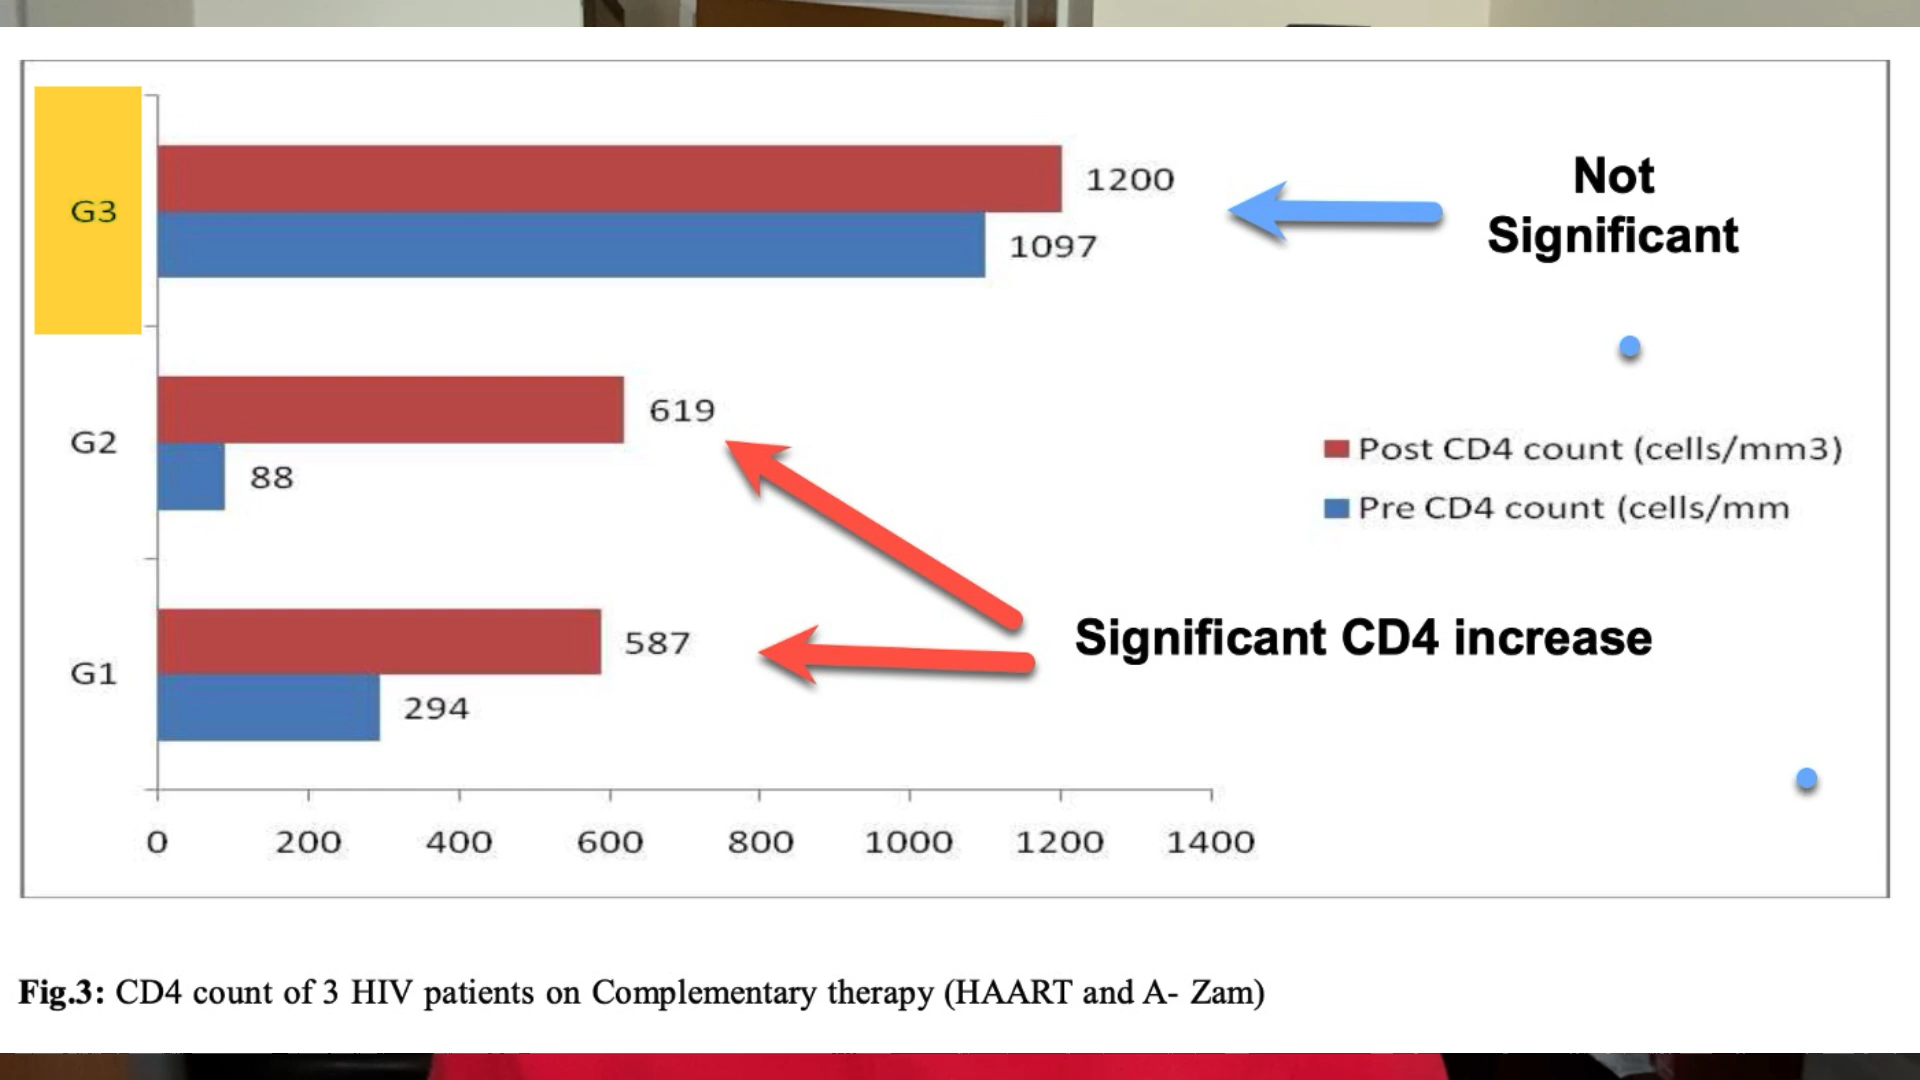 G3
1200
1097
Not
Significant
G2
619
88
Post CD4 count (cells/mm3)
Pre CD4 count (cells/mm
G1
587
294
Significant CD4 increase
0 200 400 600 800 1000 1200 1400
Fig.3: CD4 count of 3 HIV patients on Complementary therapy (HAART and A- Zam)